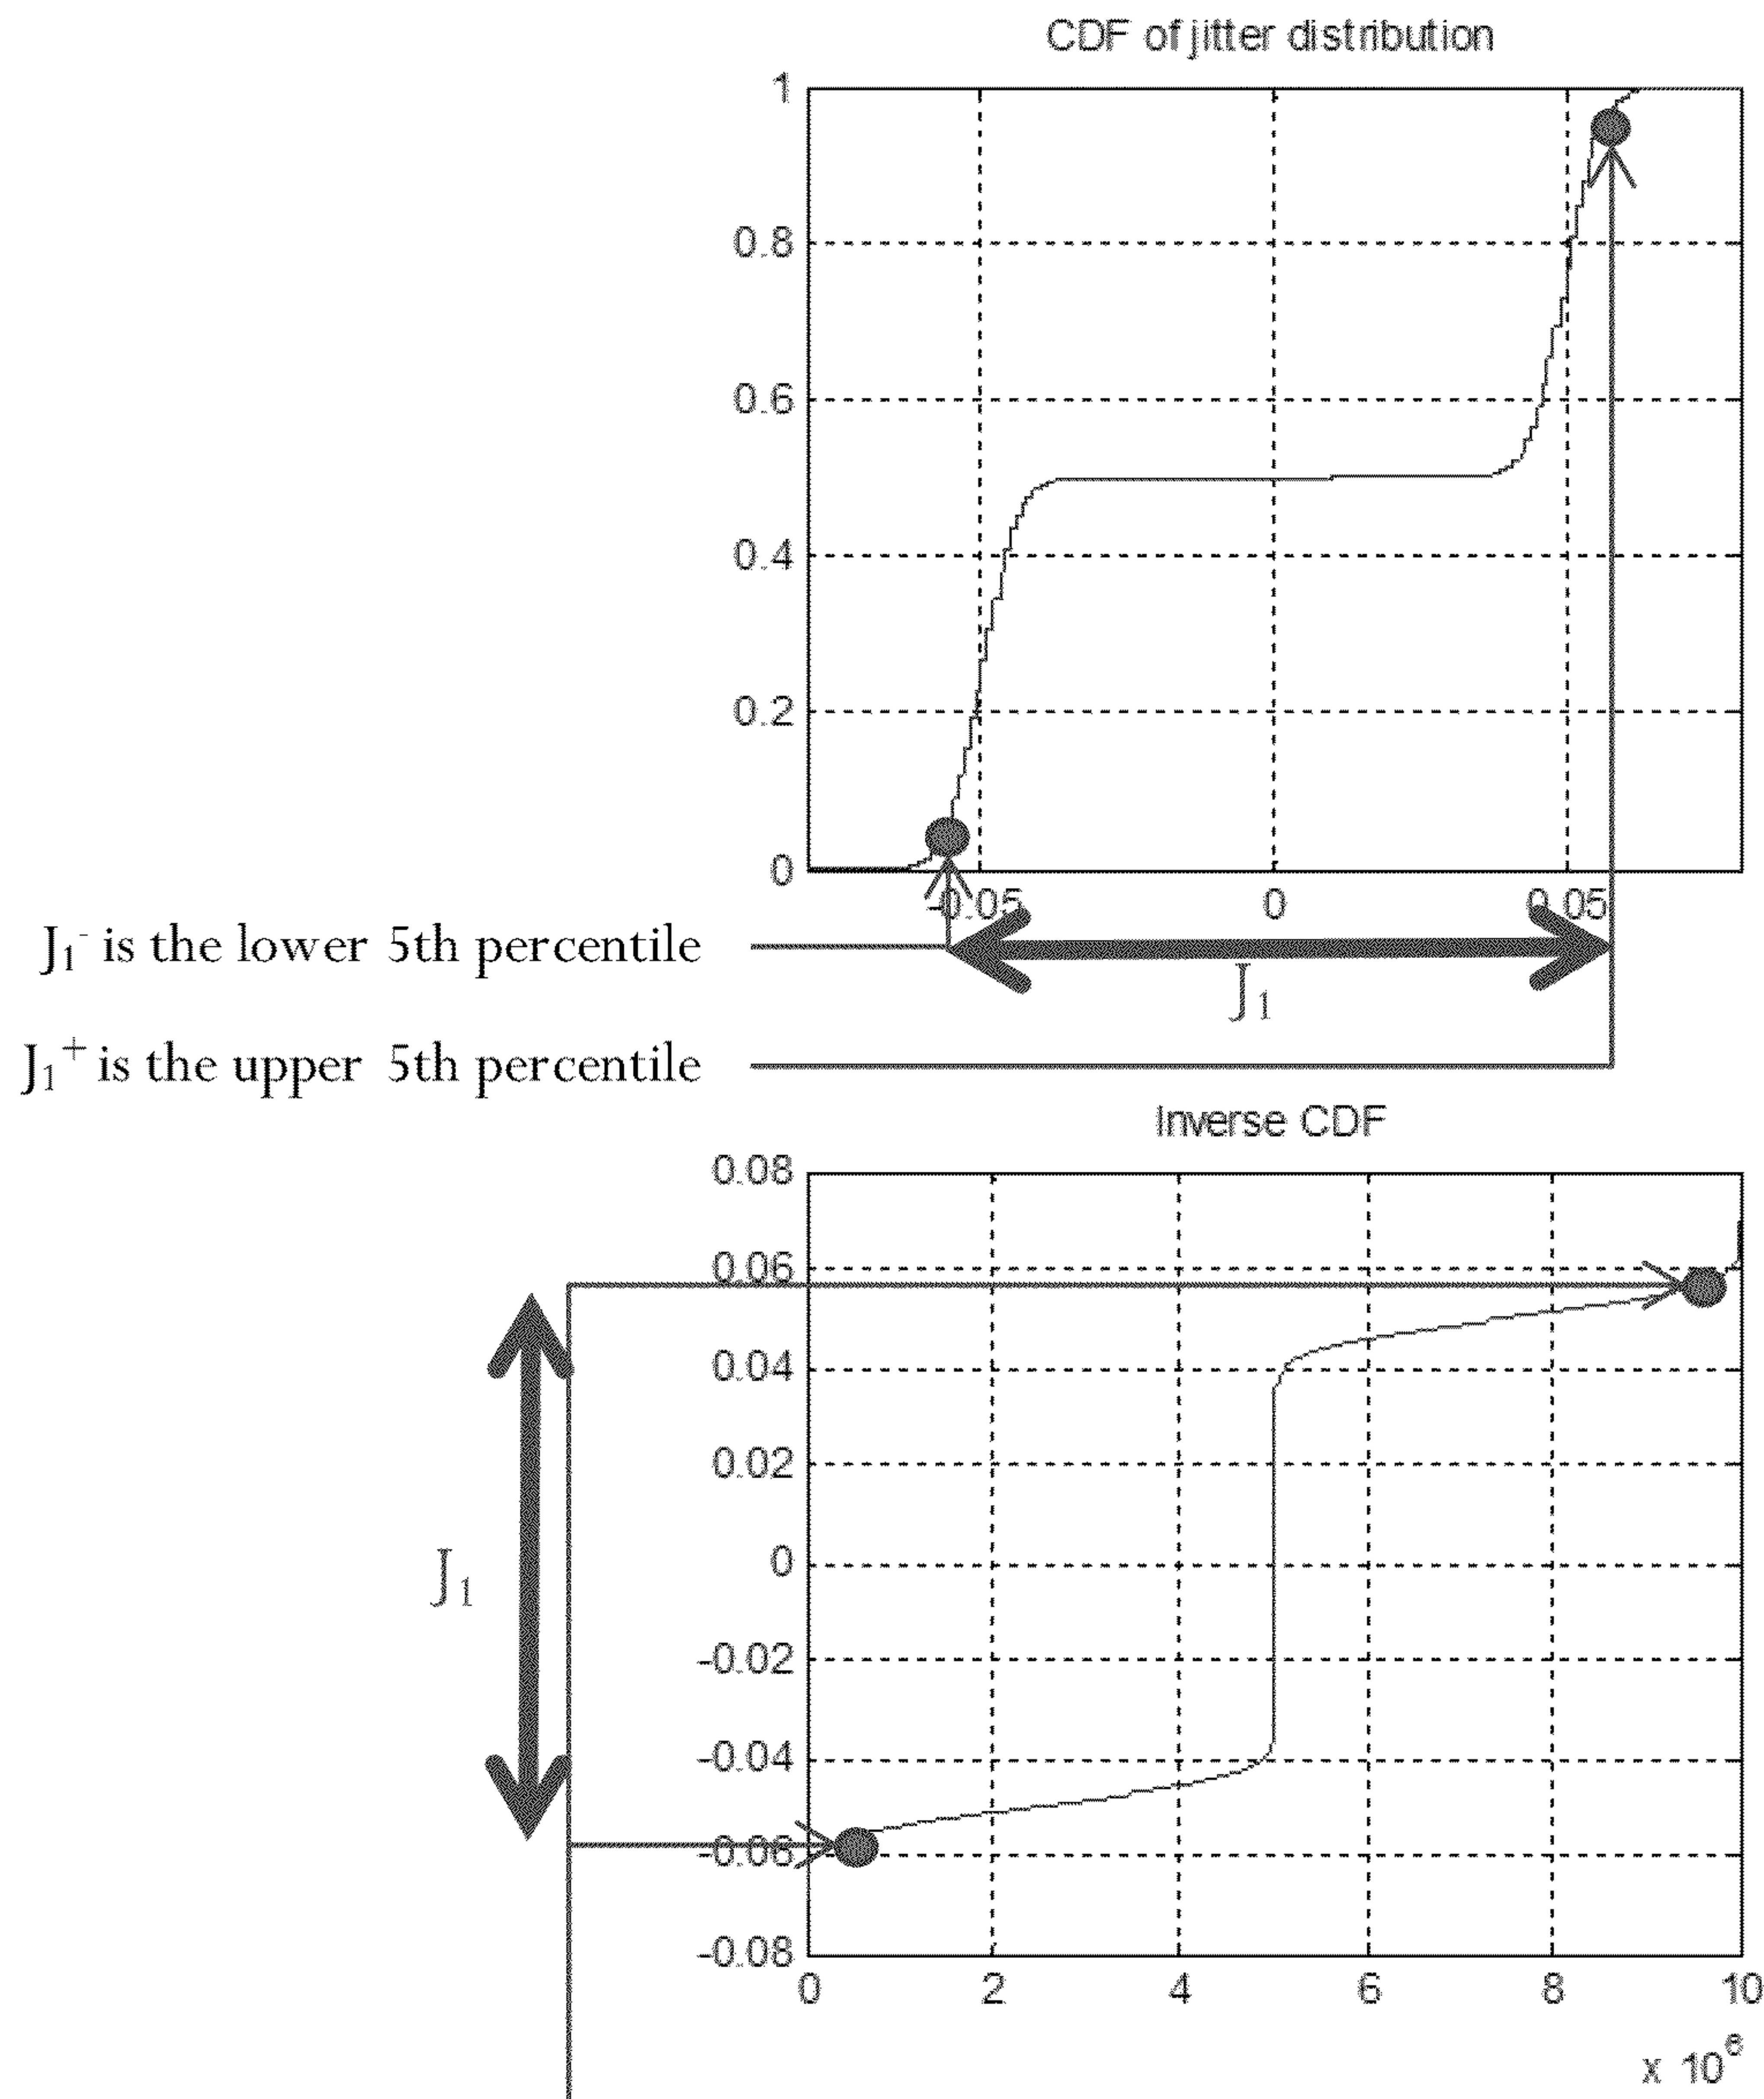 CDF of jitter distribution
1
0.8
0.6
0.4
0.2
0
-0.05 0 0.05
J₁⁻ is the lower 5th percentile
J₁
J₁⁺ is the upper 5th percentile
Inverse CDF
0.08
0.06
0.04
0.02
0
-0.02
-0.04
-0.06
-0.08
J₁
0 2 4 6 8 10
x 10⁶